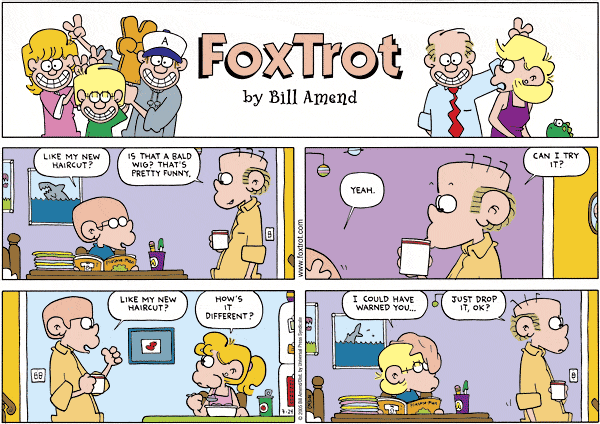 FOXTROT
by Bill Amend
A
LIKE MY NEW
HAIRCUT?
IS THAT A BALD
WIG? THAT'S
PRETTY FUNNY.
YEAH.
CAN I TRY
IT?
www.foxtrot.com
LIKE MY NEW
HAIRCUT?
HOW'S
IT
DIFFERENT?
I COULD HAVE
WARNED YOU...
JUST DROP
IT, OK?